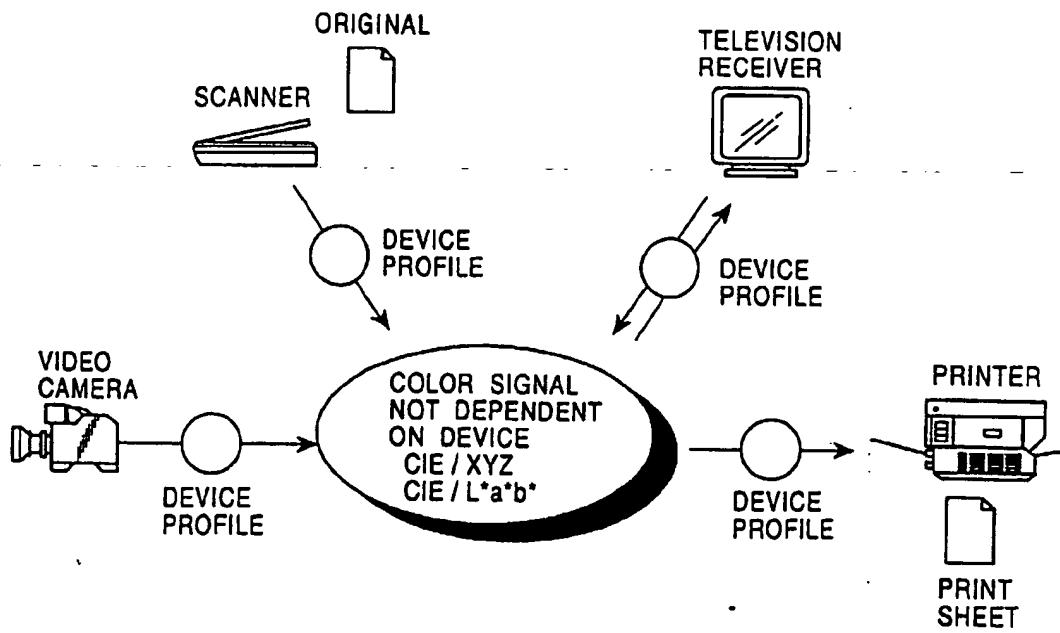 ORIGINAL
SCANNER
TELEVISION
RECEIVER
DEVICE
PROFILE
DEVICE
PROFILE
VIDEO
CAMERA
DEVICE
PROFILE
COLOR SIGNAL
NOT DEPENDENT
ON DEVICE
CIE / XYZ
CIE / L*a*b*
DEVICE
PROFILE
PRINTER
PRINT
SHEET